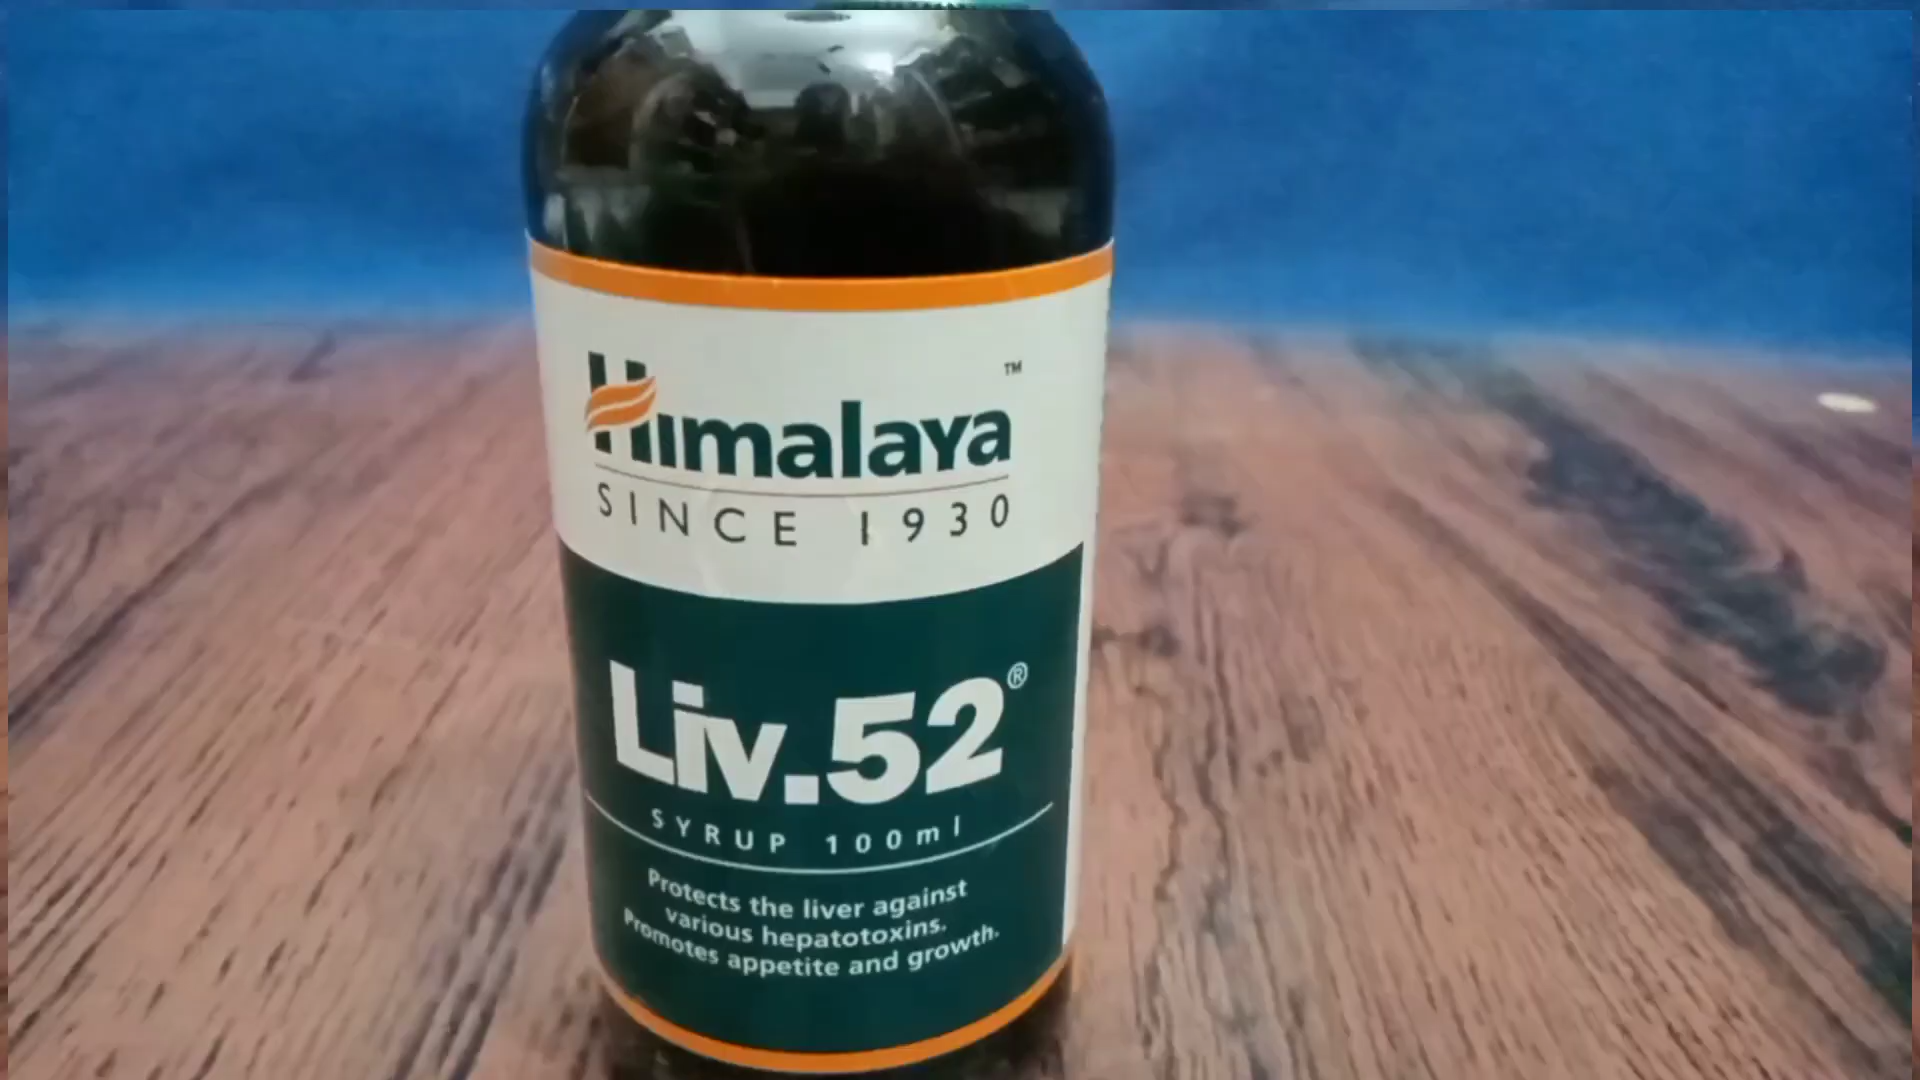 Himalaya™
SINCE 1930
Liv.52®
SYRUP 100ml
Protects the liver against
various hepatotoxins.
Promotes appetite and growth.